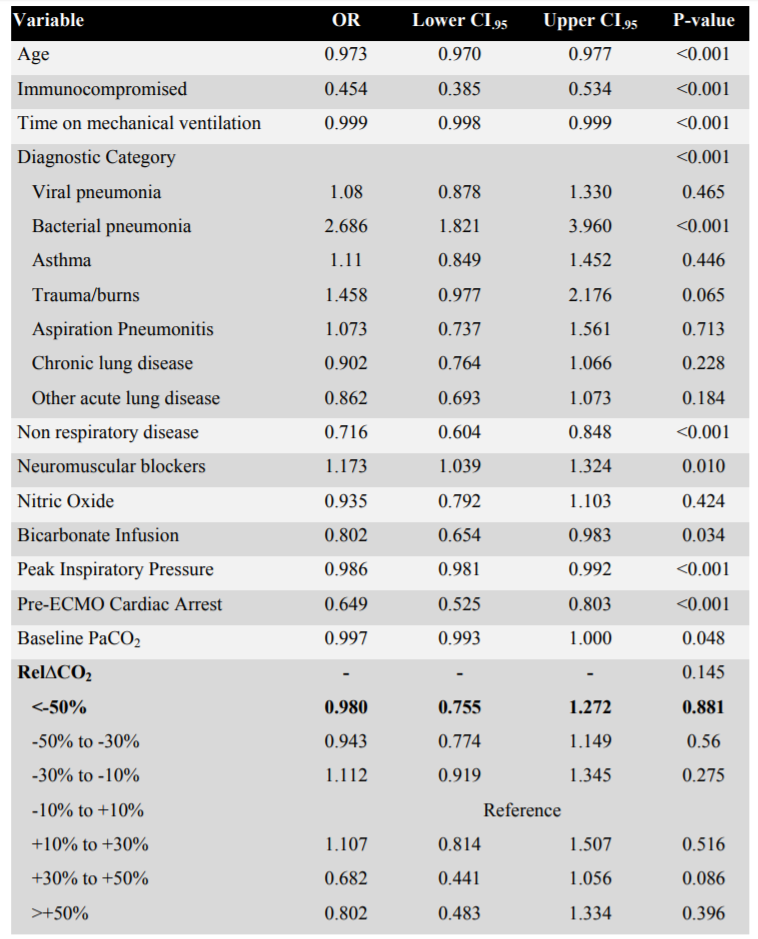 Variable OR Lower CI.95 Upper CI.95 P-value
Age 0.973 0.970 0.977 <0.001
Immunocompromised 0.454 0.385 0.534 <0.001
Time on mechanical ventilation 0.999 0.998 0.999 <0.001
Diagnostic Category <0.001
Viral pneumonia 1.08 0.878 1.330 0.465
Bacterial pneumonia 2.686 1.821 3.960 <0.001
Asthma 1.11 0.849 1.452 0.446
Trauma/burns 1.458 0.977 2.176 0.065
Aspiration Pneumonitis 1.073 0.737 1.561 0.713
Chronic lung disease 0.902 0.764 1.066 0.228
Other acute lung disease 0.862 0.693 1.073 0.184
Non respiratory disease 0.716 0.604 0.848 <0.001
Neuromuscular blockers 1.173 1.039 1.324 0.010
Nitric Oxide 0.935 0.792 1.103 0.424
Bicarbonate Infusion 0.802 0.654 0.983 0.034
Peak Inspiratory Pressure 0.986 0.981 0.992 <0.001
Pre-ECMO Cardiac Arrest 0.649 0.525 0.803 <0.001
Baseline PaCO₂ 0.997 0.993 1.000 0.048
RelΔCO₂ - - - 0.145
<-50% 0.980 0.755 1.272 0.881
-50% to -30% 0.943 0.774 1.149 0.56
-30% to -10% 1.112 0.919 1.345 0.275
-10% to +10% Reference
+10% to +30% 1.107 0.814 1.507 0.516
+30% to +50% 0.682 0.441 1.056 0.086
>+50% 0.802 0.483 1.334 0.396